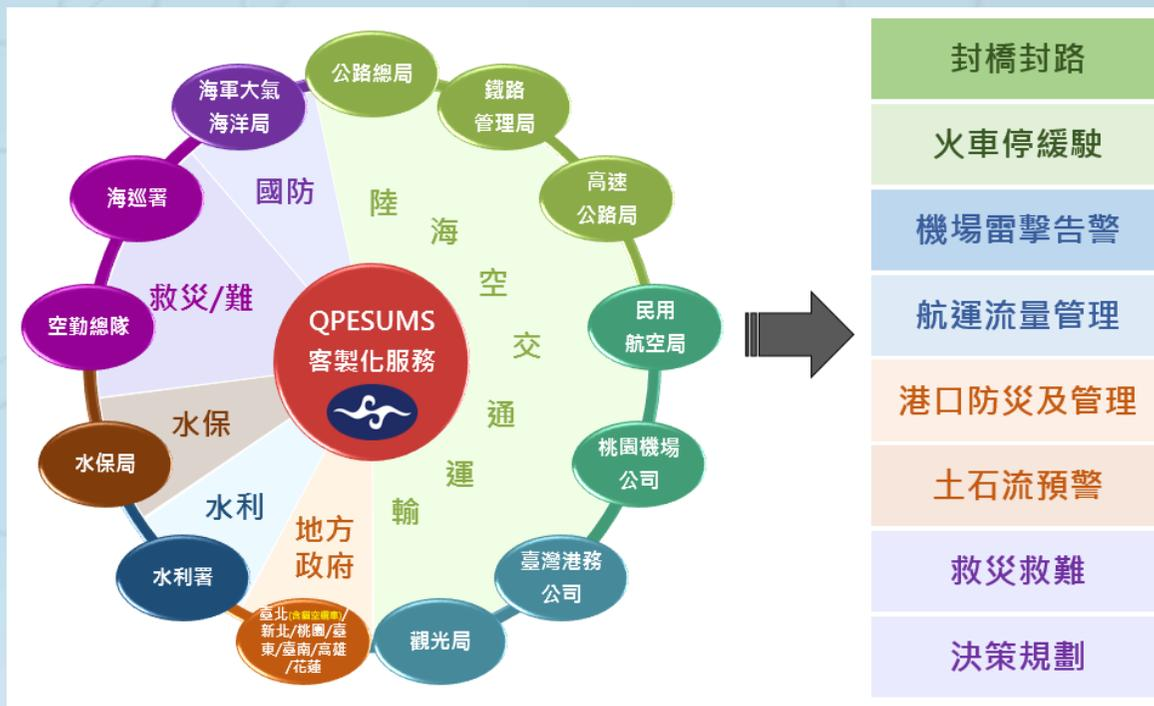 公路總局
鐵路
管理局
高速
公路局
民用
航空局
桃園機場
公司
臺灣港務
公司
觀光局
臺北(含貓空纜車)/
新北/桃園/臺
東/臺南/高雄
/花蓮
水利署
水保局
空勤總隊
海巡署
海軍大氣
海洋局
國防
救災/難
水保
水利
地方
政府
陸
海
空
交
通
運
輸
QPESUMS
客製化服務
封橋封路
火車停緩駛
機場雷擊告警
航運流量管理
港口防災及管理
土石流預警
救災救難
決策規劃